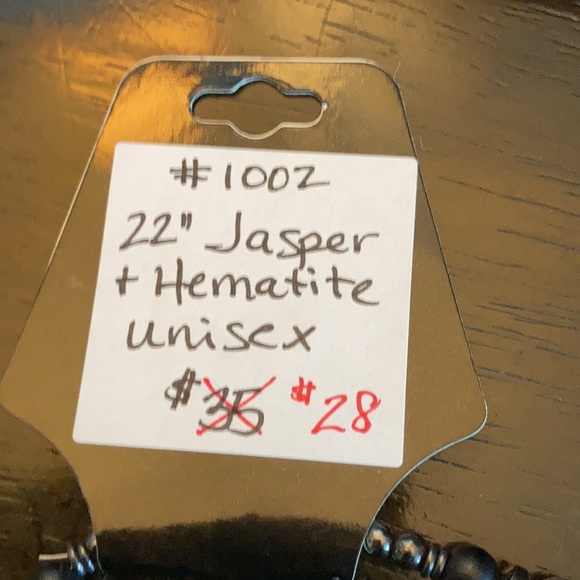 #1002
22" Jasper
+ Hematite
unisex
$35 $28